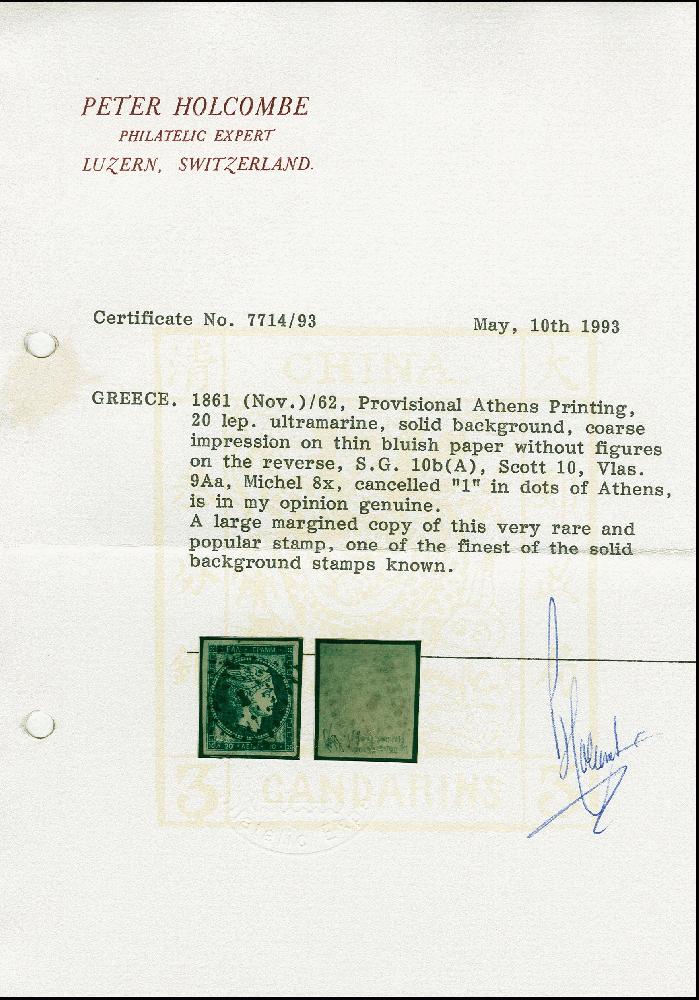 PETER HOLCOMBE
PHILATELIC EXPERT
LUZERN, SWITZERLAND.
Certificate No. 7714/93 May, 10th 1993
CHINA
GREECE. 1861 (Nov.)/62, Provisional Athens Printing,
20 lep. ultramarine, solid background, coarse
impression on thin bluish paper without figures
on the reverse, S.G. 10b(A), Scott 10, Vlas.
9Aa, Michel 8x, cancelled "1" in dots of Athens,
is in my opinion genuine.
A large margined copy of this very rare and
popular stamp, one of the finest of the solid
background stamps known.
3 CANDARINS 3